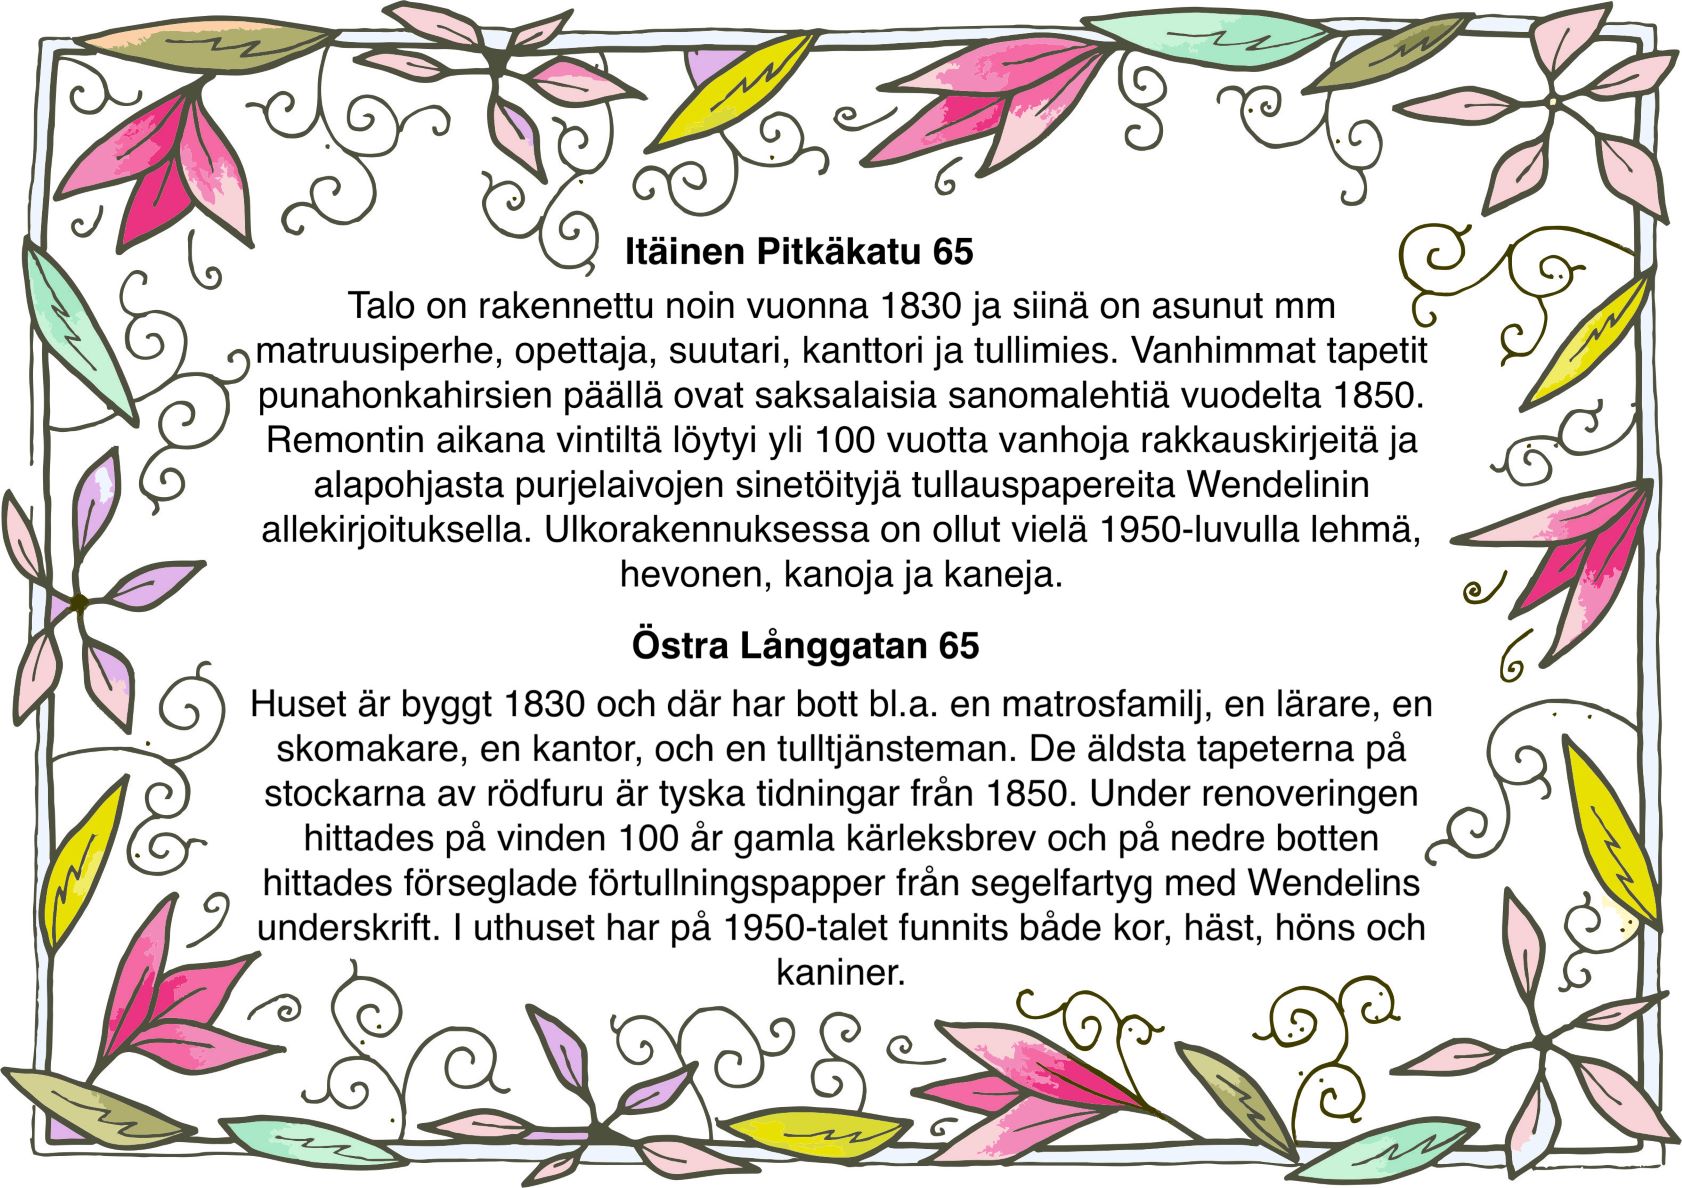 Itäinen Pitkäkatu 65
Talo on rakennettu noin vuonna 1830 ja siinä on asunut mm
matruusiperhe, opettaja, suutari, kanttori ja tullimies. Vanhimmat tapetit
punahonkahirsien päällä ovat saksalaisia sanomalehtiä vuodelta 1850.
Remontin aikana vintiltä löytyi yli 100 vuotta vanhoja rakkauskirjeitä ja
alapohjasta purjelaivojen sinetöityjä tullauspapereita Wendelinin
allekirjoituksella. Ulkorakennuksessa on ollut vielä 1950-luvulla lehmä,
hevonen, kanoja ja kaneja.
Östra Långgatan 65
Huset är byggt 1830 och där har bott bl.a. en matrosfamilj, en lärare, en
skomakare, en kantor, och en tulltjänsteman. De äldsta tapeterna på
stockarna av rödfuru är tyska tidningar från 1850. Under renoveringen
hittades på vinden 100 år gamla kärleksbrev och på nedre botten
hittades förseglade förtullningspapper från segelfartyg med Wendelins
underskrift. I uthuset har på 1950-talet funnits både kor, häst, höns och
kaniner.